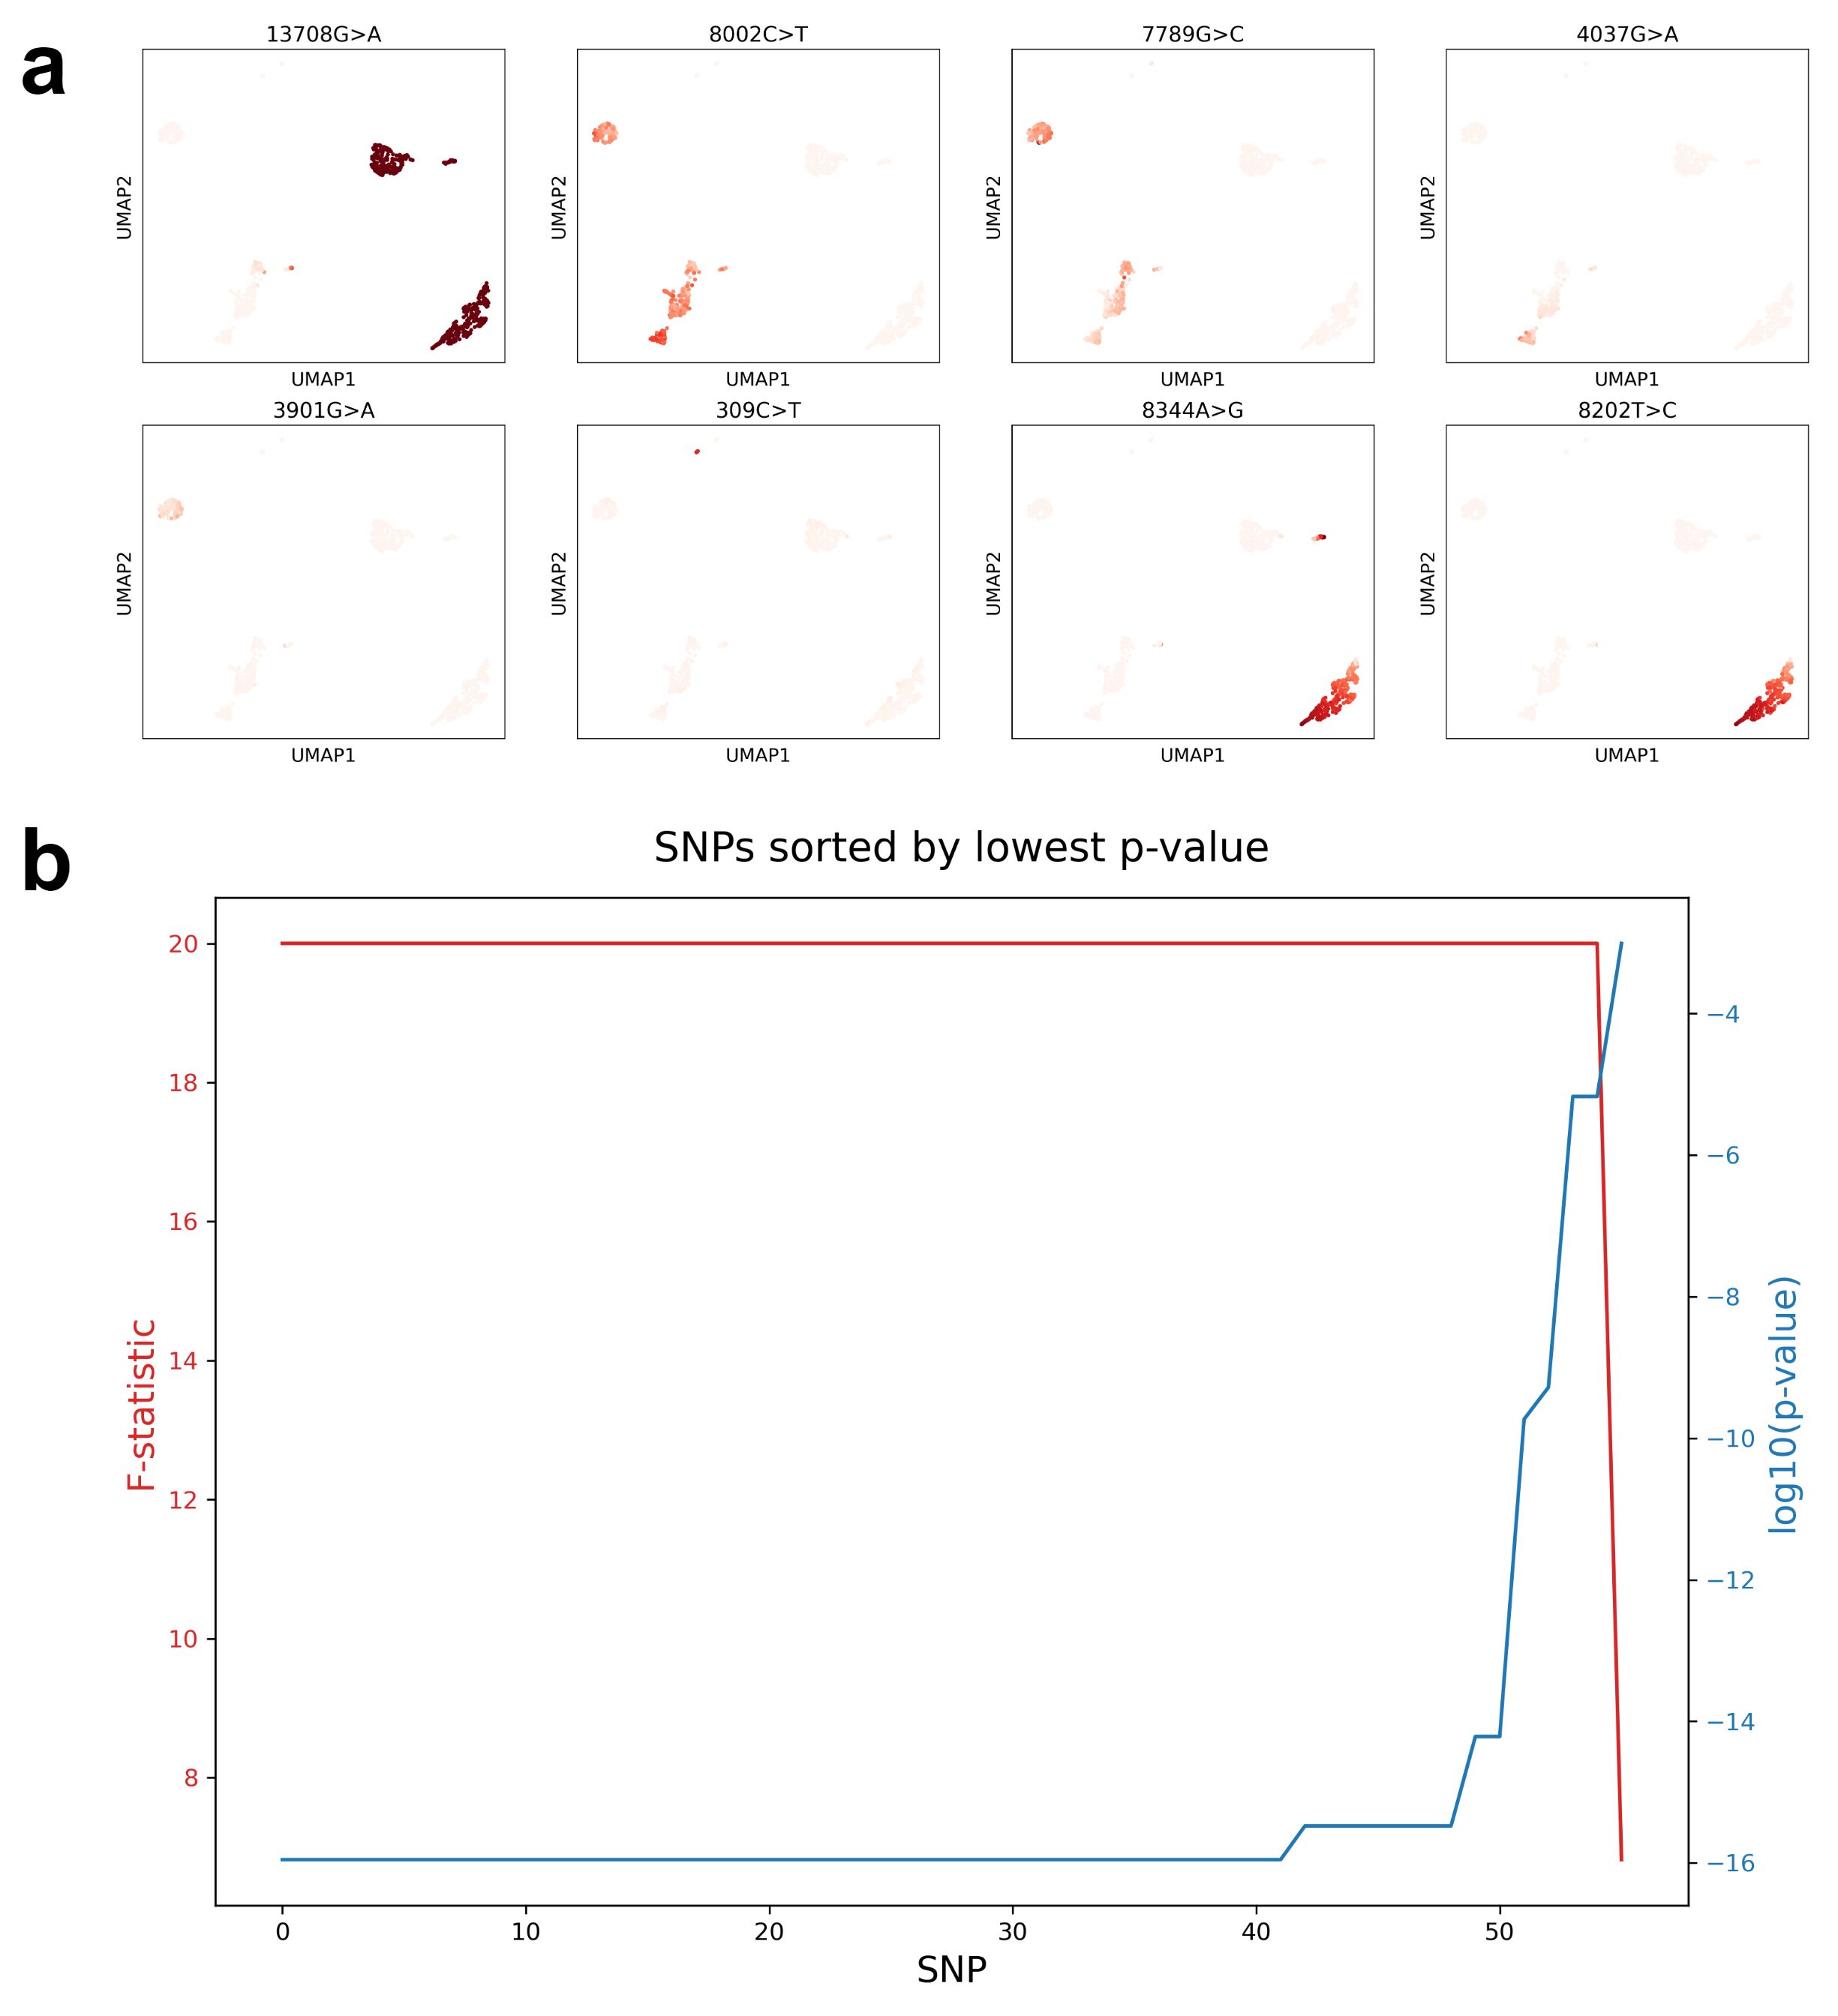 a
13708G>A
8002C>T
7789G>C
4037G>A
UMAP2
UMAP2
UMAP2
UMAP2
UMAP1
UMAP1
UMAP1
UMAP1
3901G>A
309C>T
8344A>G
8202T>C
UMAP2
UMAP2
UMAP2
UMAP2
UMAP1
UMAP1
UMAP1
UMAP1
b
SNPs sorted by lowest p-value
F-statistic
20
18
16
14
12
10
8
−4
−6
−8
−10
−12
−14
−16
log10(p-value)
0
10
20
30
40
50
SNP